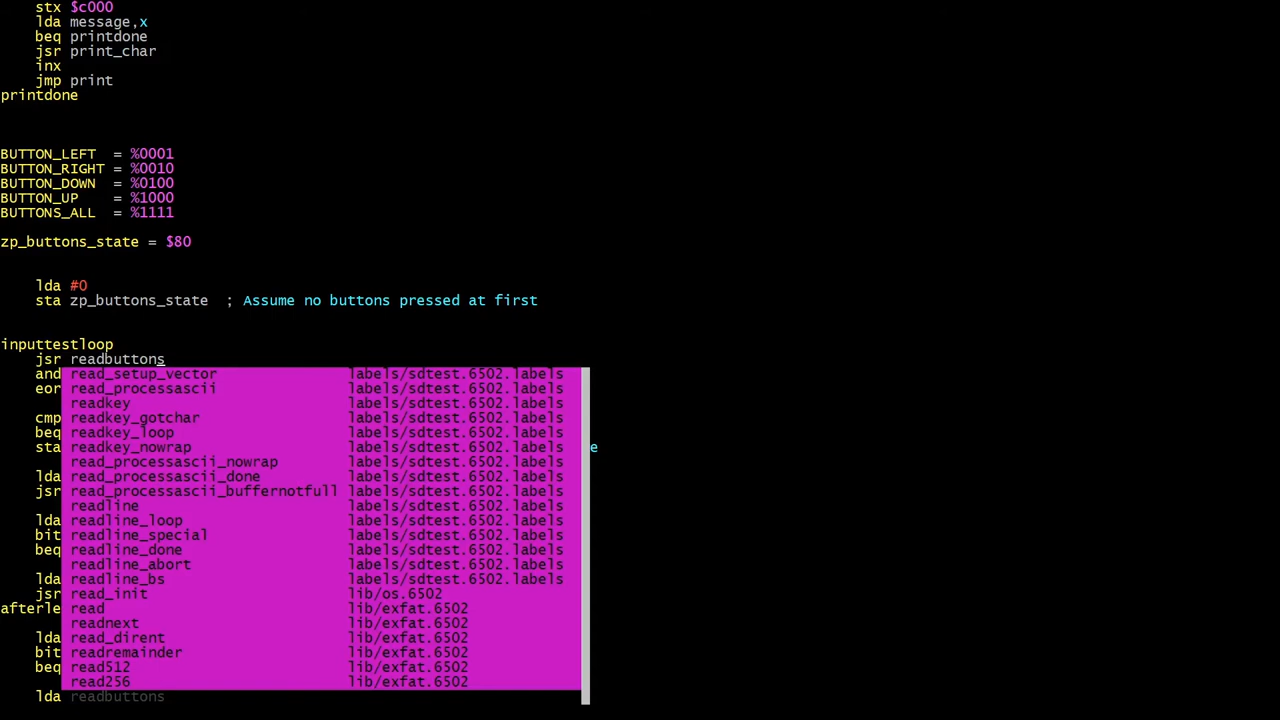 stx $c000
lda message,x
beq printdone
jsr print_char
inx
jmp print
printdone
BUTTON_LEFT = %0001
BUTTON_RIGHT = %0010
BUTTON_DOWN = %0100
BUTTON_UP = %1000
BUTTONS_ALL = %1111
zp_buttons_state = $80
lda #0
sta zp_buttons_state ; Assume no buttons pressed at first
inputtestloop
jsr readbuttons
and read_setup_vector labels/sdtest.6502.labels
eor read_processascii labels/sdtest.6502.labels
readkey labels/sdtest.6502.labels
cmp readkey_gotchar labels/sdtest.6502.labels
beq readkey_loop labels/sdtest.6502.labels
sta readkey_nowrap labels/sdtest.6502.labels e
read_processascii_nowrap labels/sdtest.6502.labels
lda read_processascii_done labels/sdtest.6502.labels
jsr read_processascii_buffernotfull labels/sdtest.6502.labels
readline labels/sdtest.6502.labels
lda readline_loop labels/sdtest.6502.labels
bit readline_special labels/sdtest.6502.labels
beq readline_done labels/sdtest.6502.labels
readline_abort labels/sdtest.6502.labels
lda readline_bs labels/sdtest.6502.labels
jsr read_init lib/os.6502
afterle read lib/exfat.6502
readnext lib/exfat.6502
lda read_dirent lib/exfat.6502
bit readremainder lib/exfat.6502
beq read512 lib/exfat.6502
read256 lib/exfat.6502
lda readbuttons